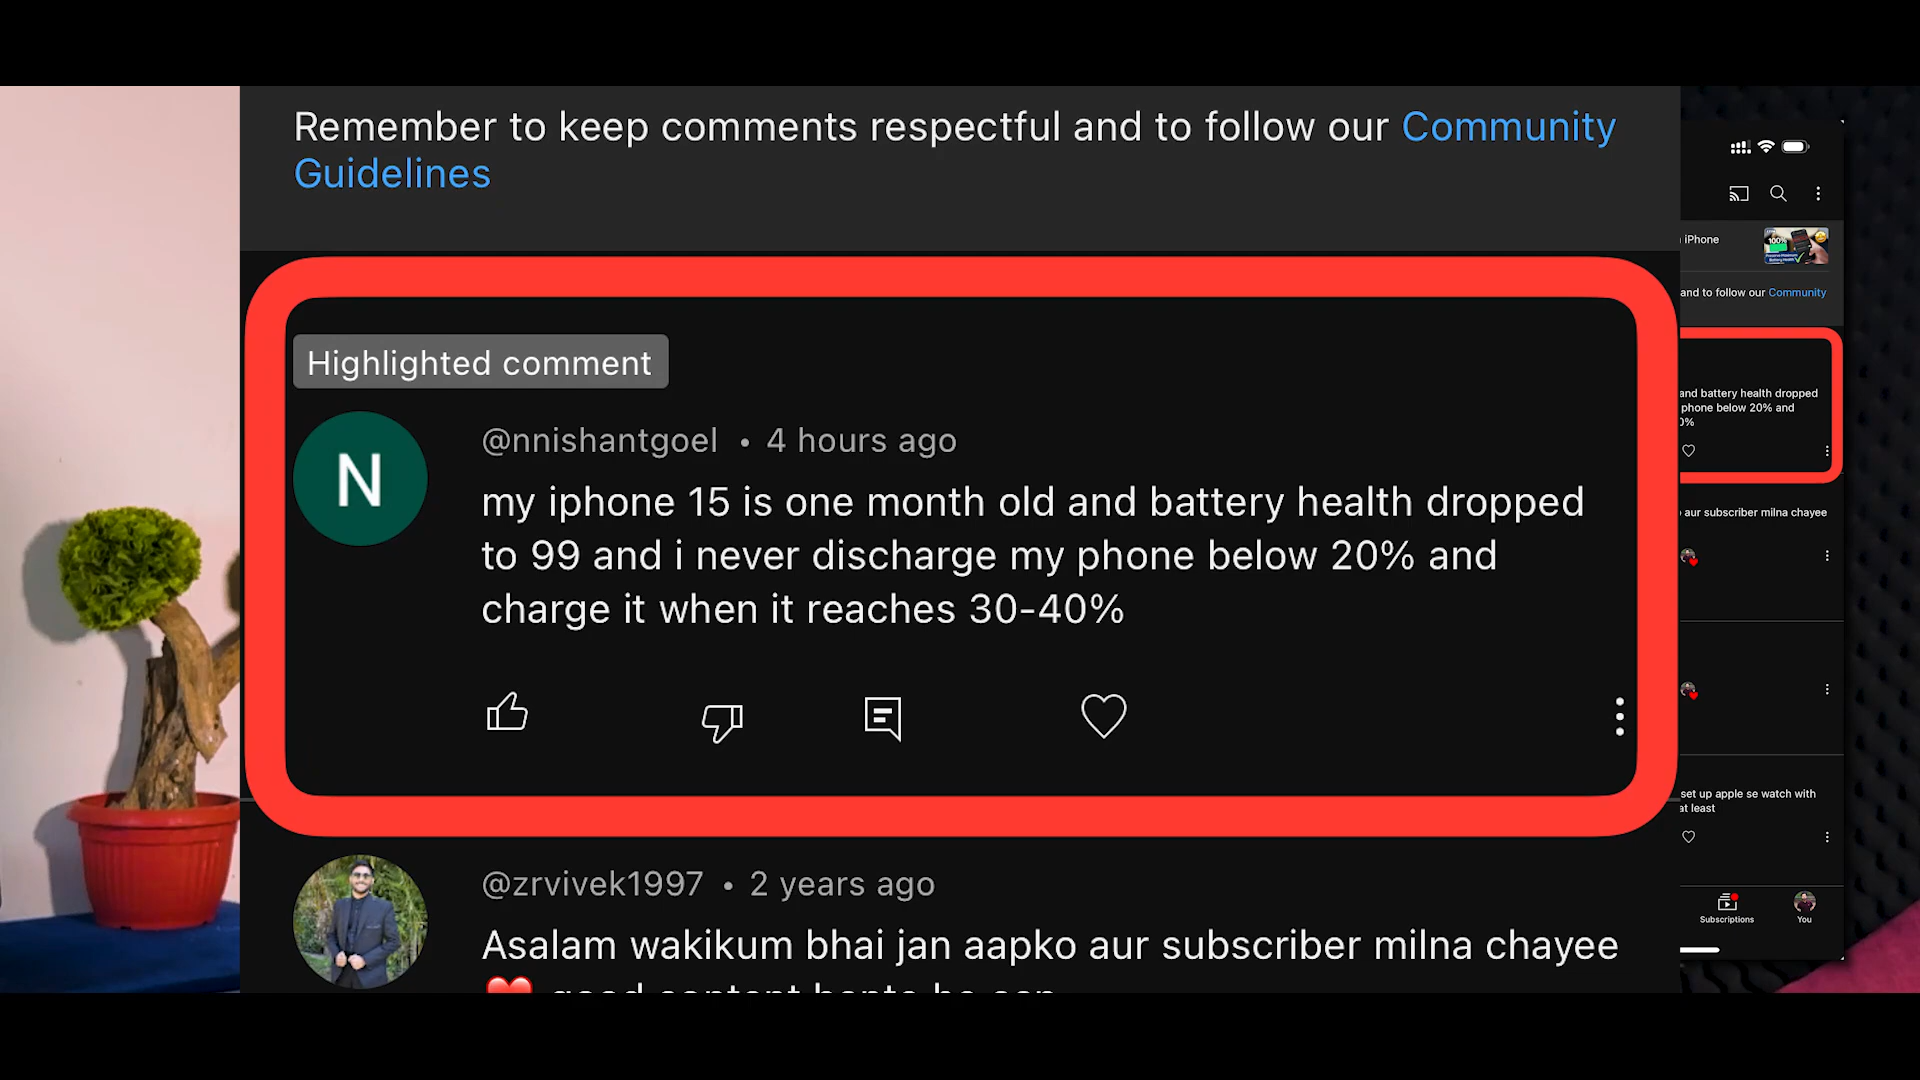 Remember to keep comments respectful and to follow our Community
Guidelines
Highlighted comment
N
@nnishantgoel • 4 hours ago
my iphone 15 is one month old and battery health dropped
to 99 and i never discharge my phone below 20% and
charge it when it reaches 30-40%
@zrvivek1997 • 2 years ago
Asalam wakikum bhai jan aapko aur subscriber milna chayee
iPhone
100%
and to follow our Community
and battery health dropped
phone below 20% and
0%
aur subscriber milna chayee
set up apple se watch with
at least
Subscriptions
You